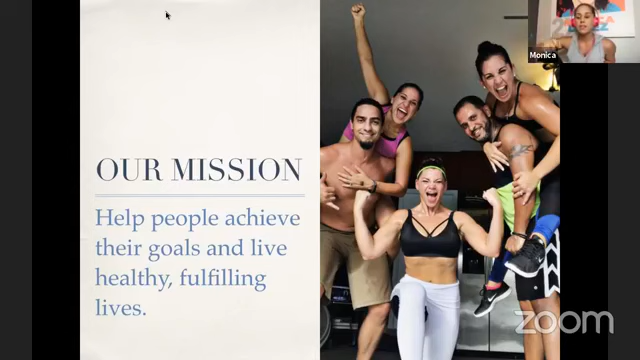 OUR MISSION
Help people achieve
their goals and live
healthy, fulfilling
lives.
Monica
zoom